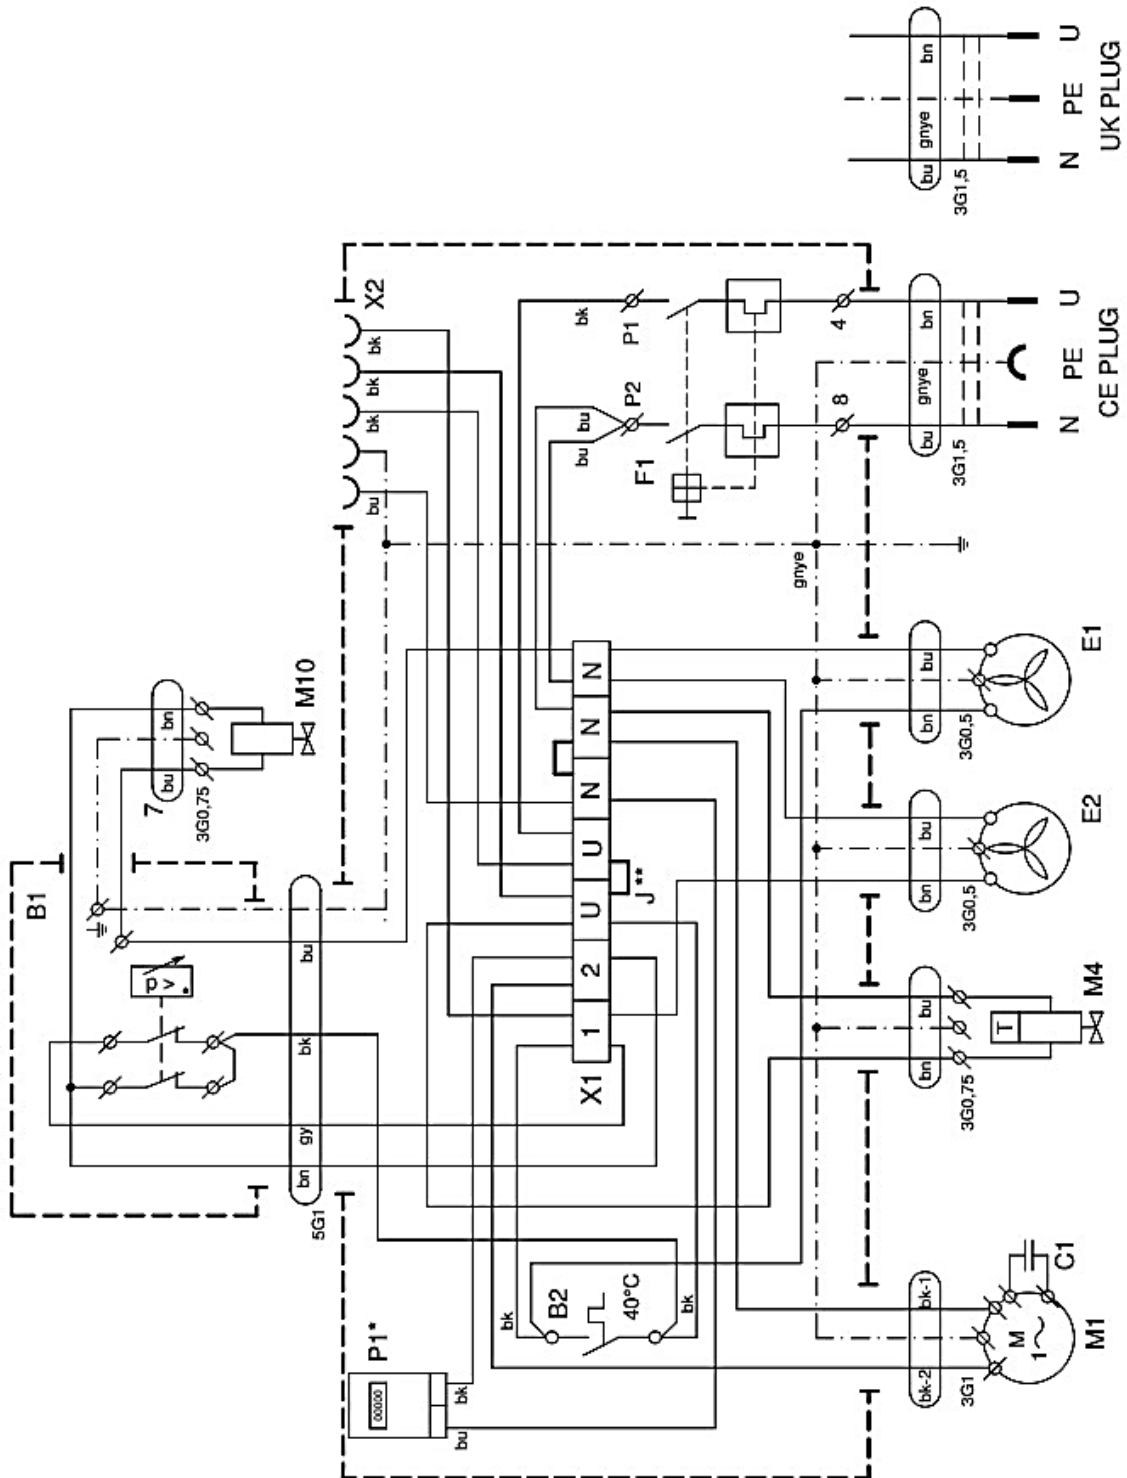 UK PLUG
U
PE
N
bn
gnye
bu
3G1,5
CE PLUG
U
PE
N
bn
gnye
bu
3G1,5
4
8
P1
P2
F1
bk
bu
bu
X2
bk
bk
bk
bu
gnye
M10
7
bn
bu
3G0,75
B1
p >
bu
bk
gy
bn
5G1
X1
1
2
U
U
N
N
N
J**
E1
bu
bn
3G0,5
E2
bu
bn
3G0,5
M4
T
bu
bn
3G0,75
M1
C1
M
1~
bk-1
bk-2
3G1
B2
40°C
bk
bk
P1*
00000
bk
bu